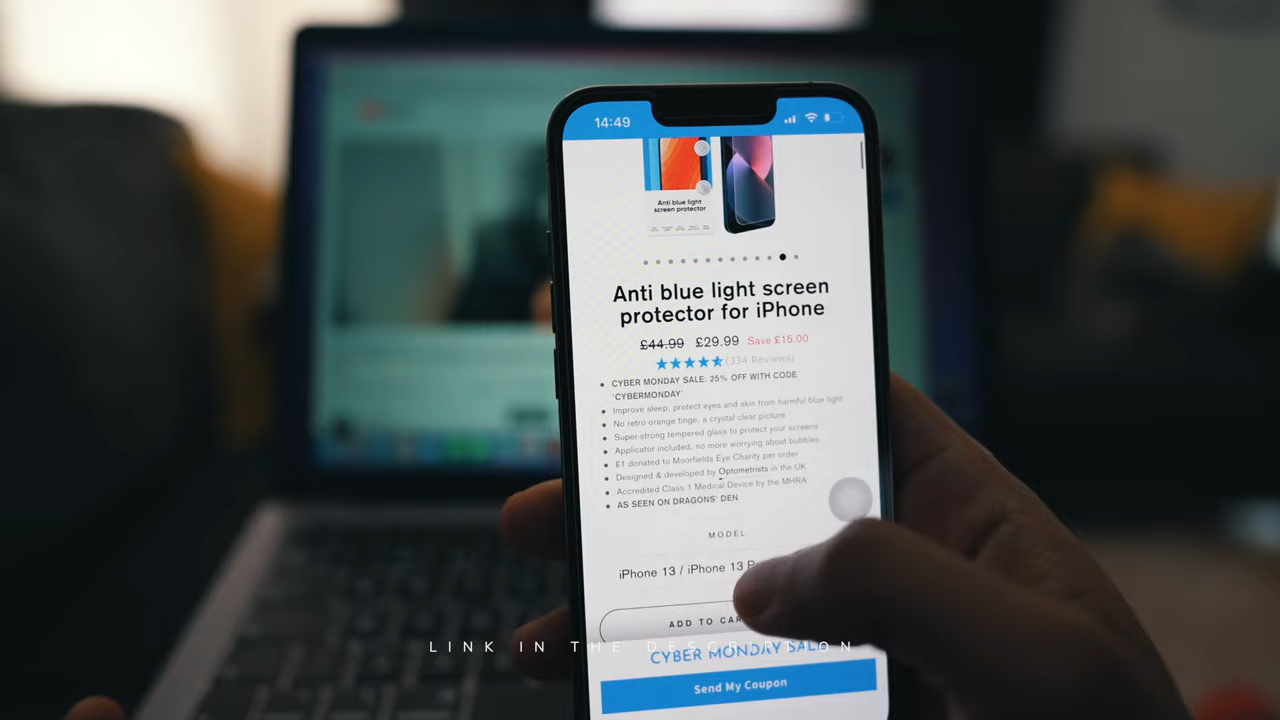 14:49
Anti blue light
screen protector
Anti blue light screen
protector for iPhone
£44.99 £29.99 Save £15.00
(334 Reviews)
CYBER MONDAY SALE: 25% OFF WITH CODE
'CYBERMONDAY'
Improve sleep, protect eyes and skin from harmful blue light
No retro orange tinge, a crystal clear picture
Super-strong tempered glass to protect your screens
Applicator included, no more worrying about bubbles
£1 donated to Moorfields Eye Charity per order
Designed & developed by Optometrists in the UK
Accredited Class 1 Medical Device by the MHRA
AS SEEN ON DRAGONS' DEN
MODEL
iPhone 13 / iPhone 13 P
ADD TO CAR
LINK IN THE DESCRIPTION
CYBER MONDAY SALE
Send My Coupon